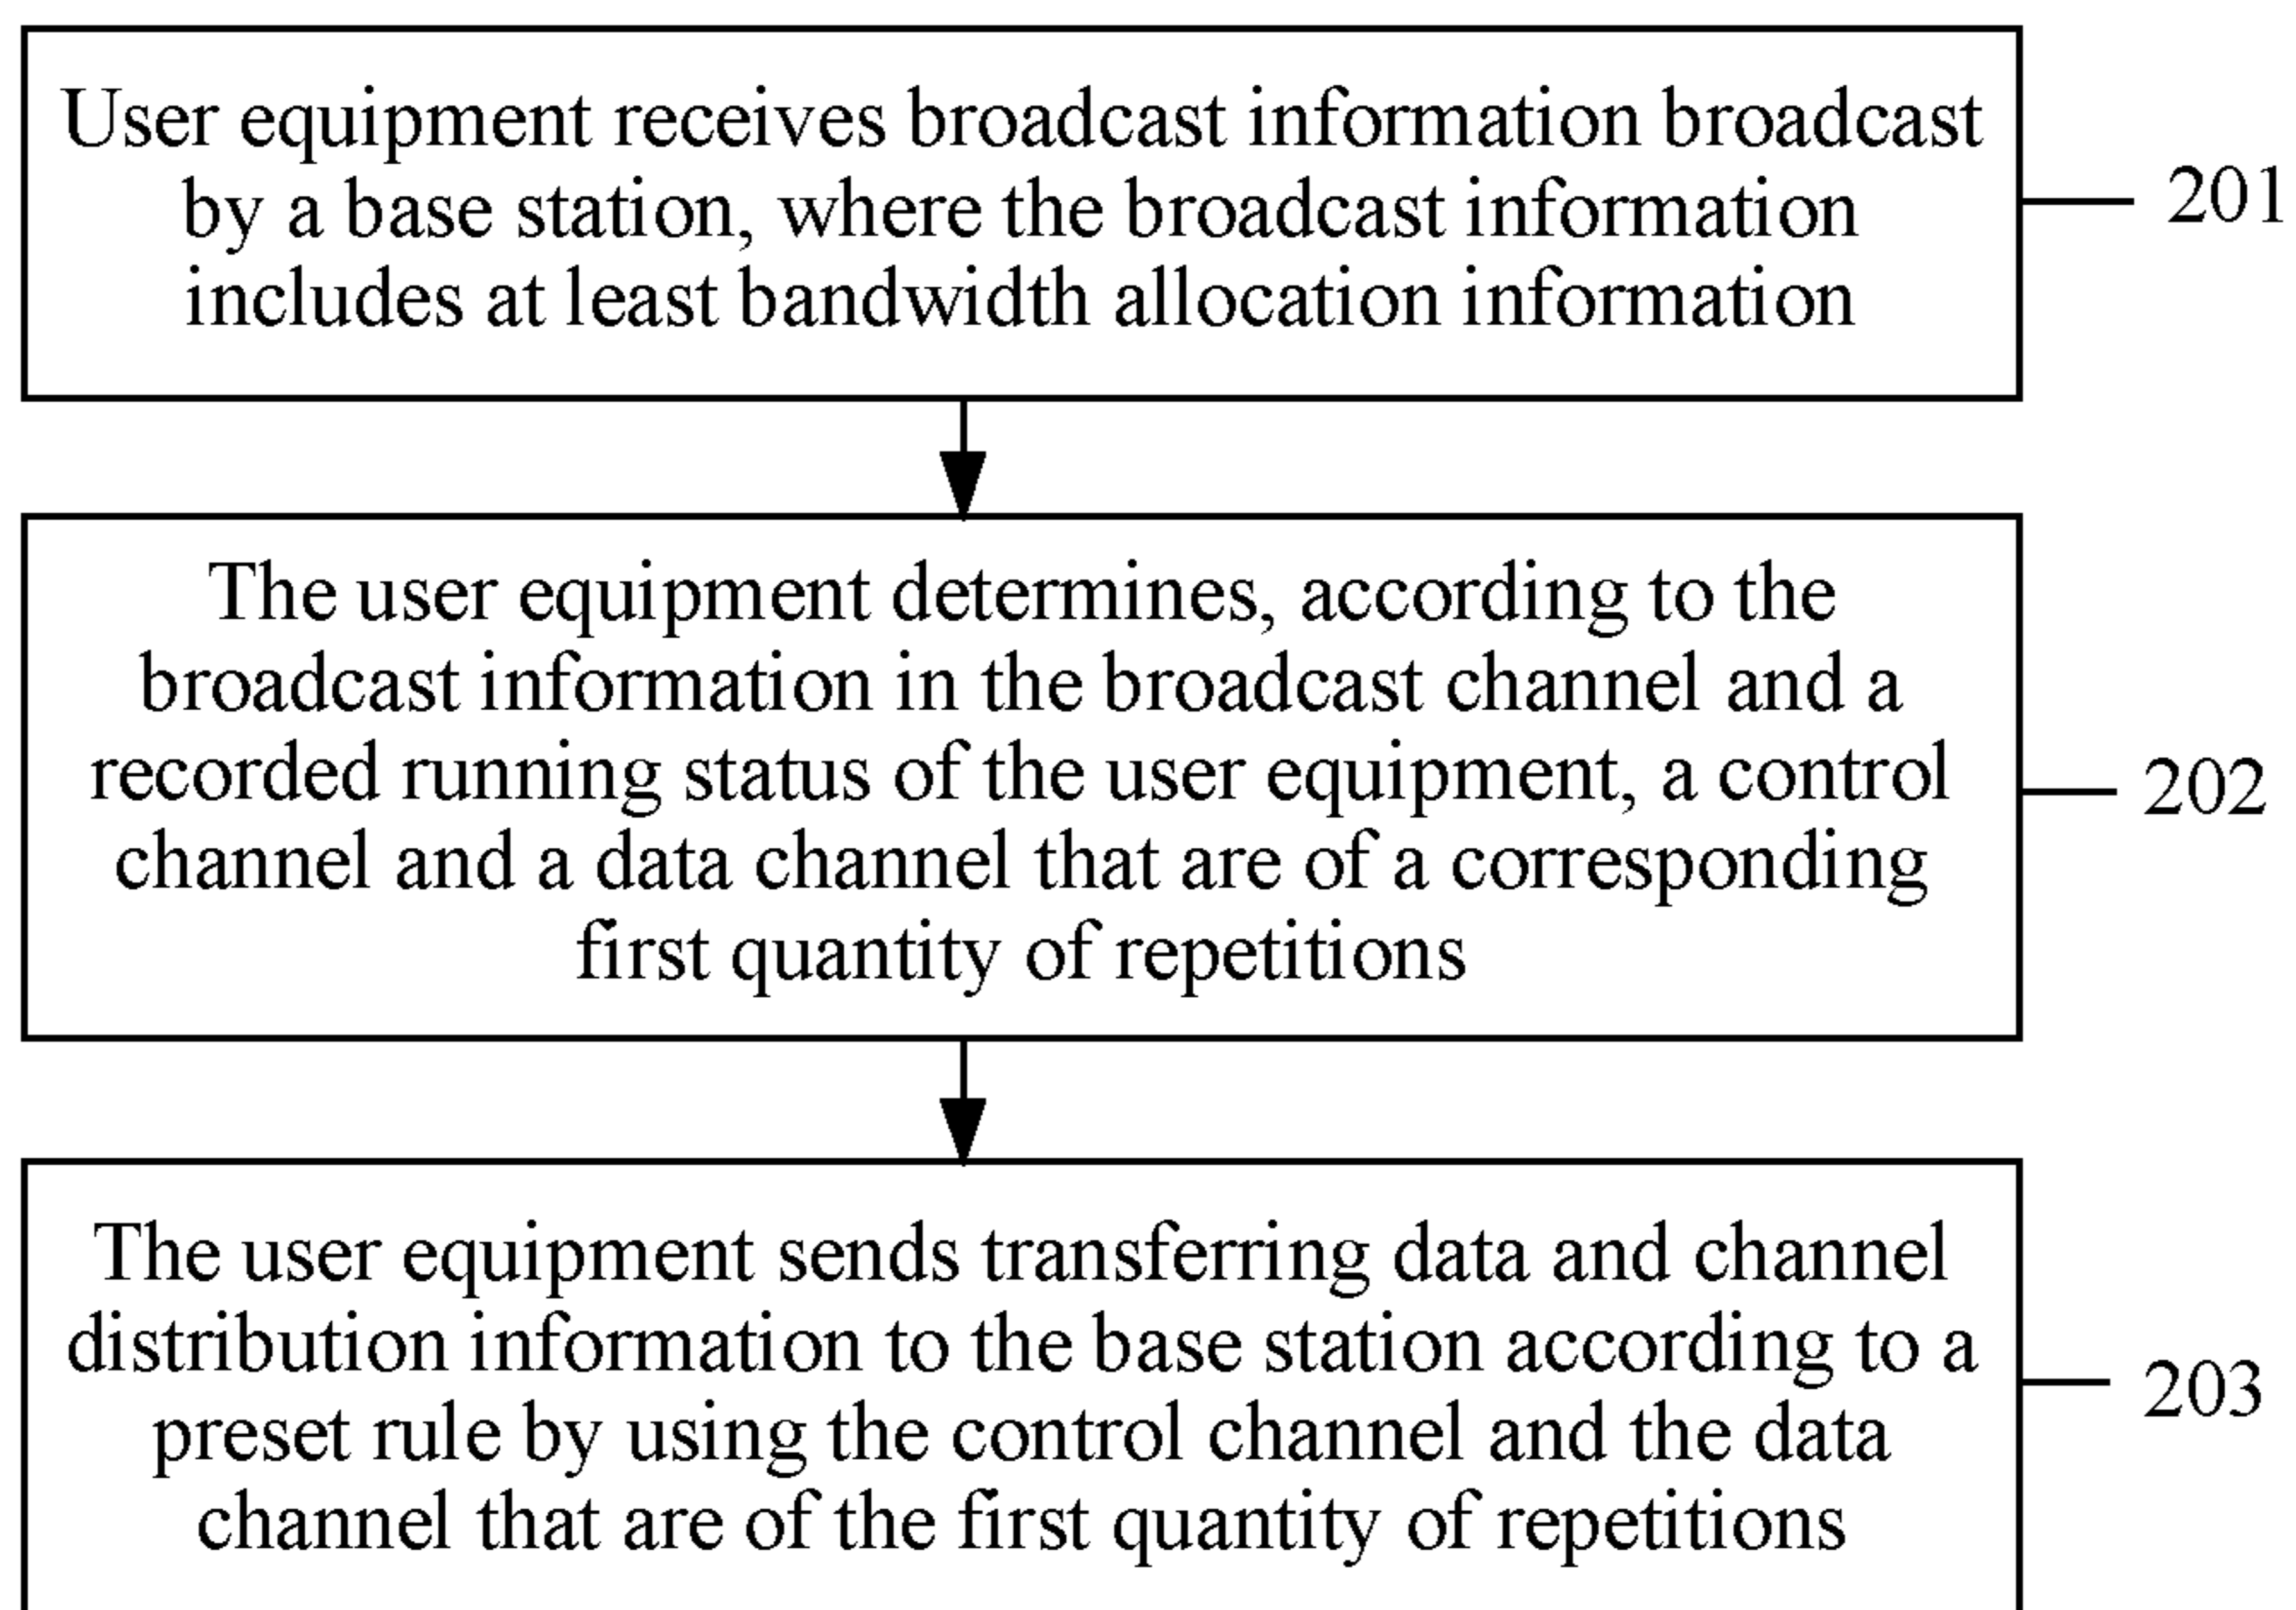 User equipment receives broadcast information broadcast
by a base station, where the broadcast information
includes at least bandwidth allocation information
201
The user equipment determines, according to the
broadcast information in the broadcast channel and a
recorded running status of the user equipment, a control
channel and a data channel that are of a corresponding
first quantity of repetitions
202
The user equipment sends transferring data and channel
distribution information to the base station according to a
preset rule by using the control channel and the data
channel that are of the first quantity of repetitions
203